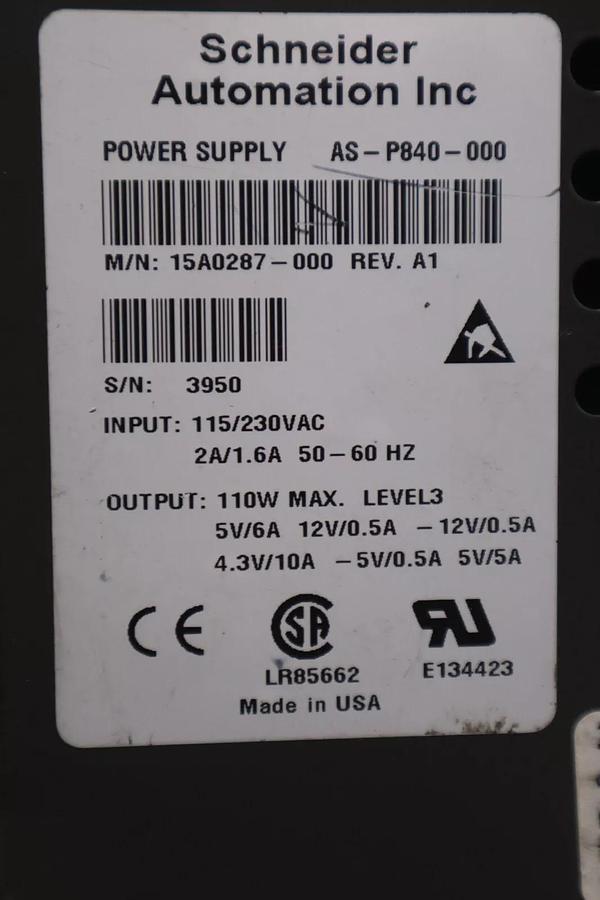 Schneider
Automation Inc
POWER SUPPLY AS-P840-000
M/N: 15A0287-000 REV. A1
S/N: 3950
INPUT: 115/230VAC
2A/1.6A 50-60 HZ
OUTPUT: 110W MAX. LEVEL3
5V/6A 12V/0.5A -12V/0.5A
4.3V/10A -5V/0.5A 5V/5A
CE SA RU
LR85662 E134423
Made in USA